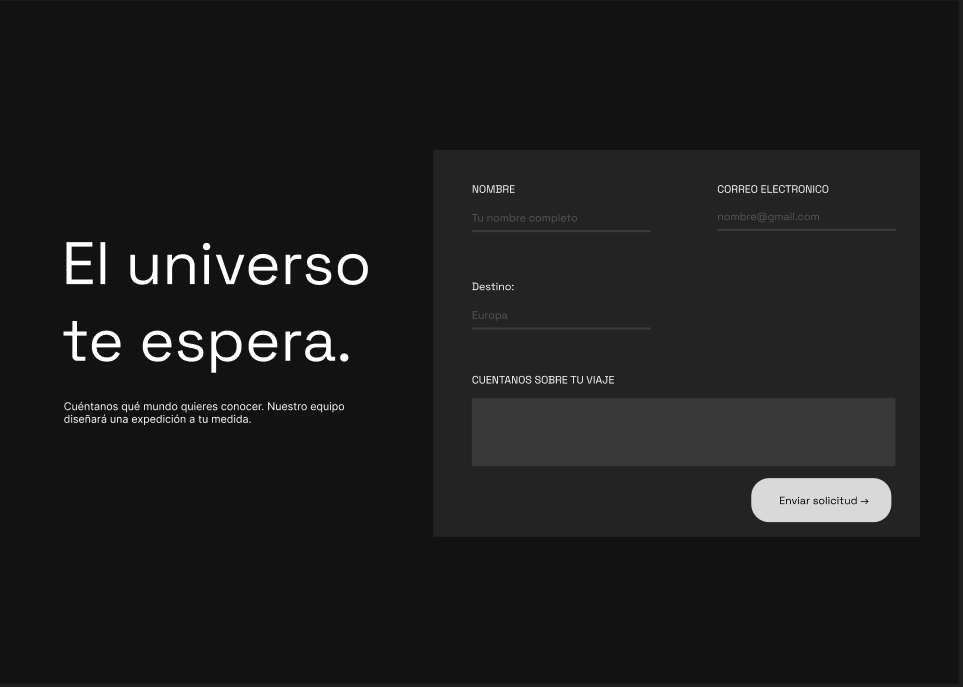 El universo
te espera.
Cuéntanos qué mundo quieres conocer. Nuestro equipo
diseñará una expedición a tu medida.
NOMBRE
Tu nombre completo
CORREO ELECTRONICO
nombre@gmail.com
Destino:
Europa
CUENTANOS SOBRE TU VIAJE
Enviar solicitud →